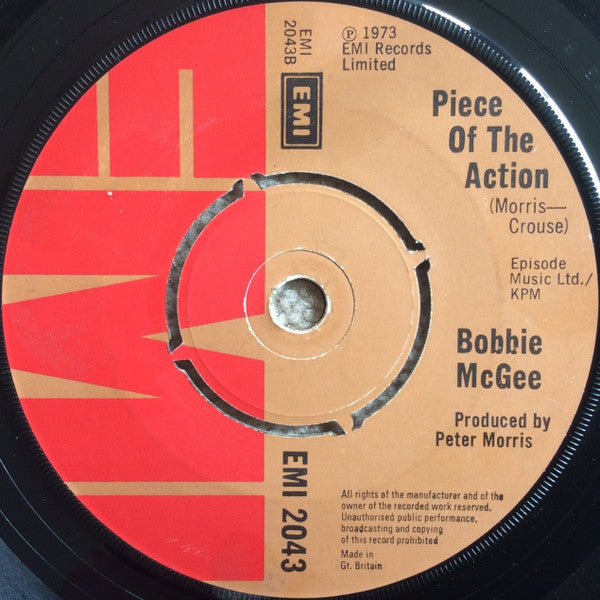 EMI
2043B
℗ 1973
EMI Records
Limited
EMI
EMI
Piece
Of The
Action
(Morris—
Crouse)
Episode
Music Ltd./
KPM
Bobbie
McGee
Produced by
Peter Morris
EMI 2043
All rights of the manufacturer and of the
owner of the recorded work reserved.
Unauthorised public performance,
broadcasting and copying
of this record prohibited
Made in
Gt. Britain